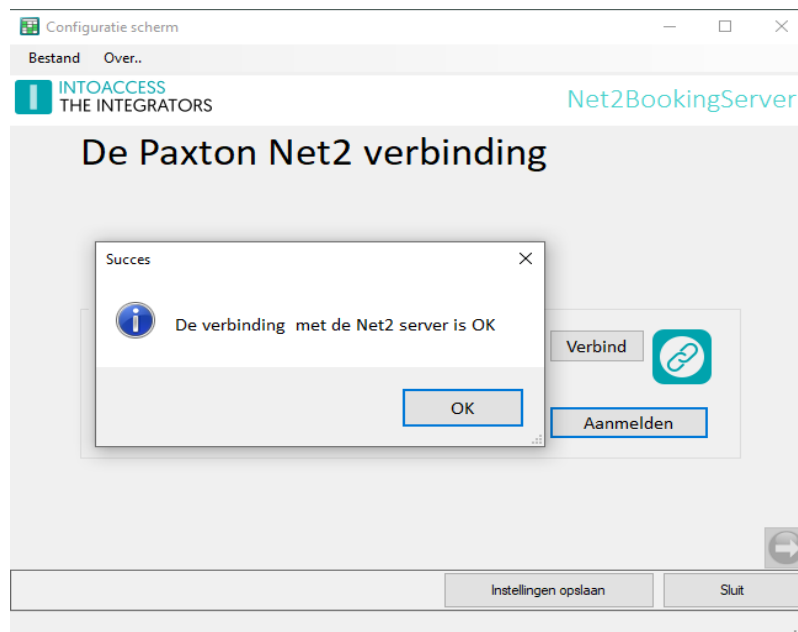 Configuratie scherm
Bestand Over..
INTOACCESS
THE INTEGRATORS
Net2BookingServer
De Paxton Net2 verbinding
Succes
De verbinding met de Net2 server is OK
OK
Verbind
Aanmelden
Instellingen opslaan
Sluit